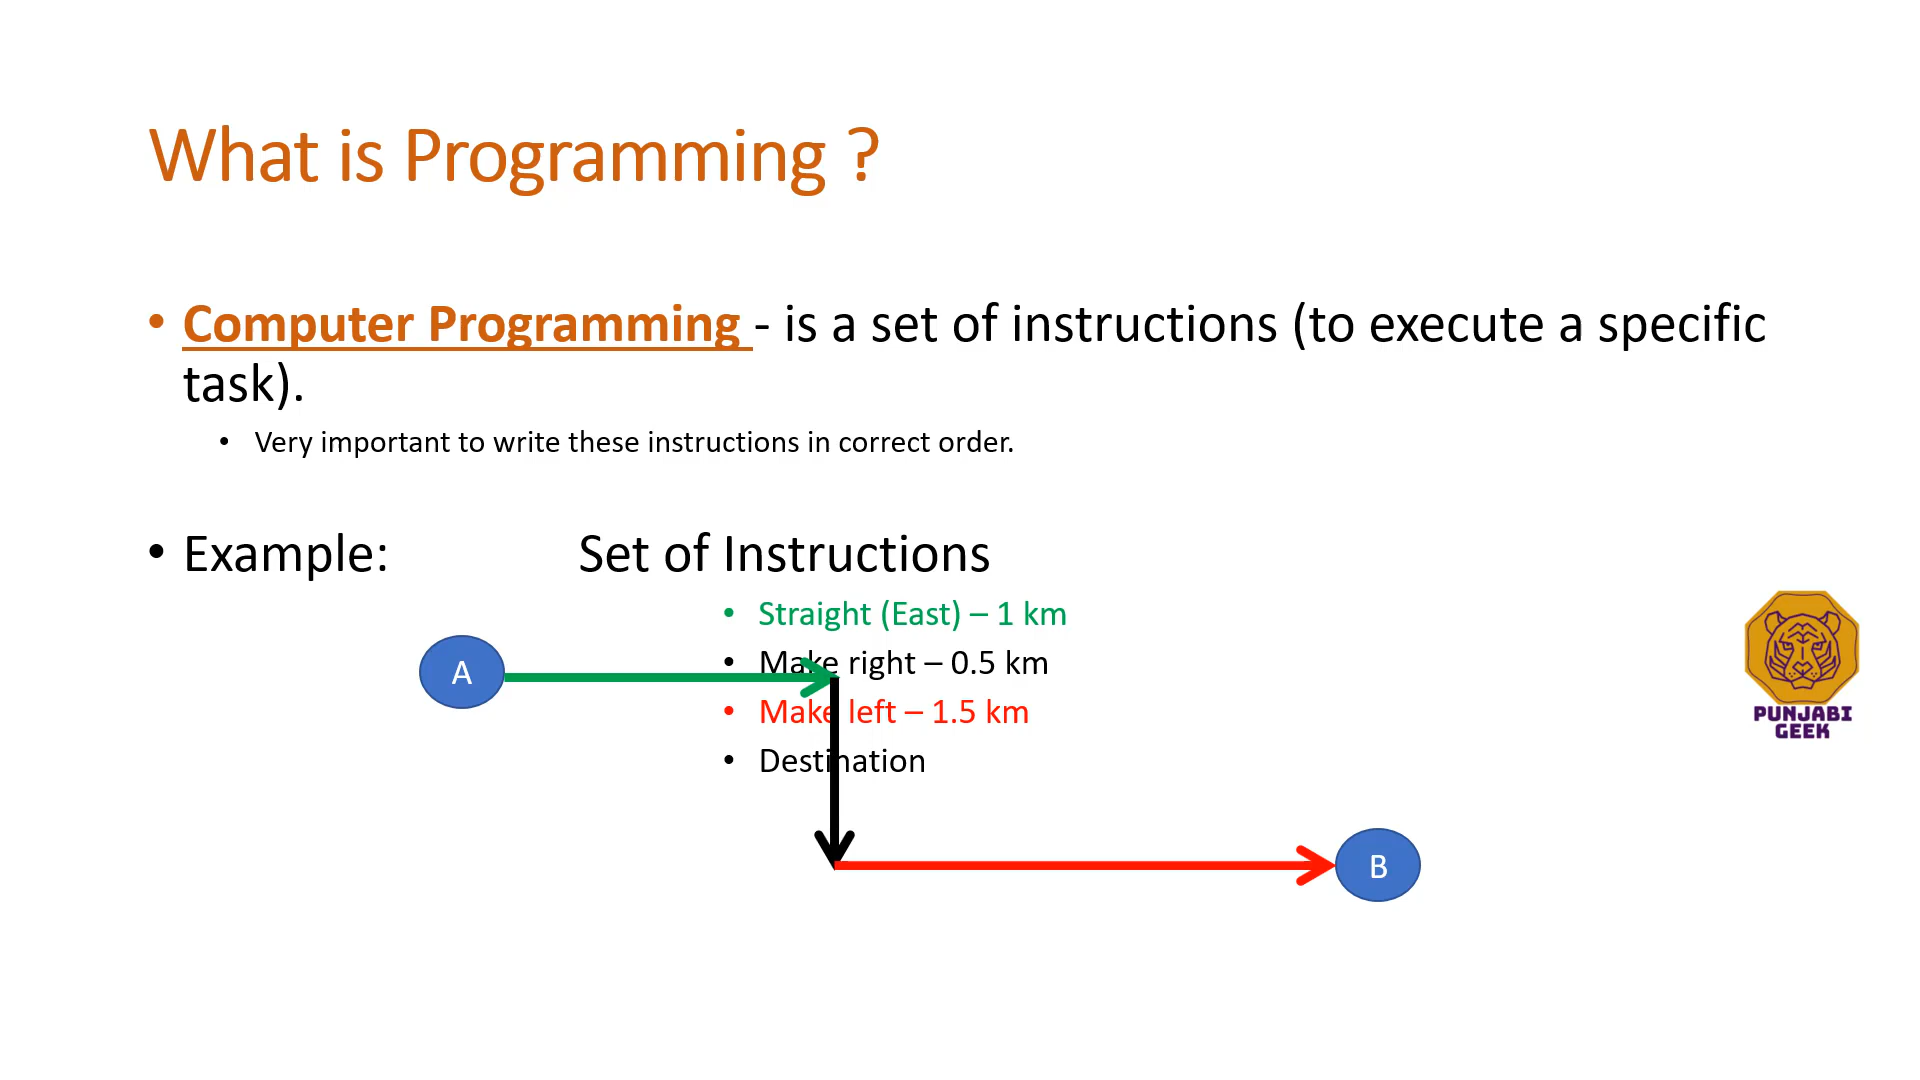 What is Programming ?
• Computer Programming - is a set of instructions (to execute a specific
task).
• Very important to write these instructions in correct order.
• Example: Set of Instructions
• Straight (East) – 1 km
• Make right – 0.5 km
• Make left – 1.5 km
• Destination
A
B
PUNJABI
GEEK